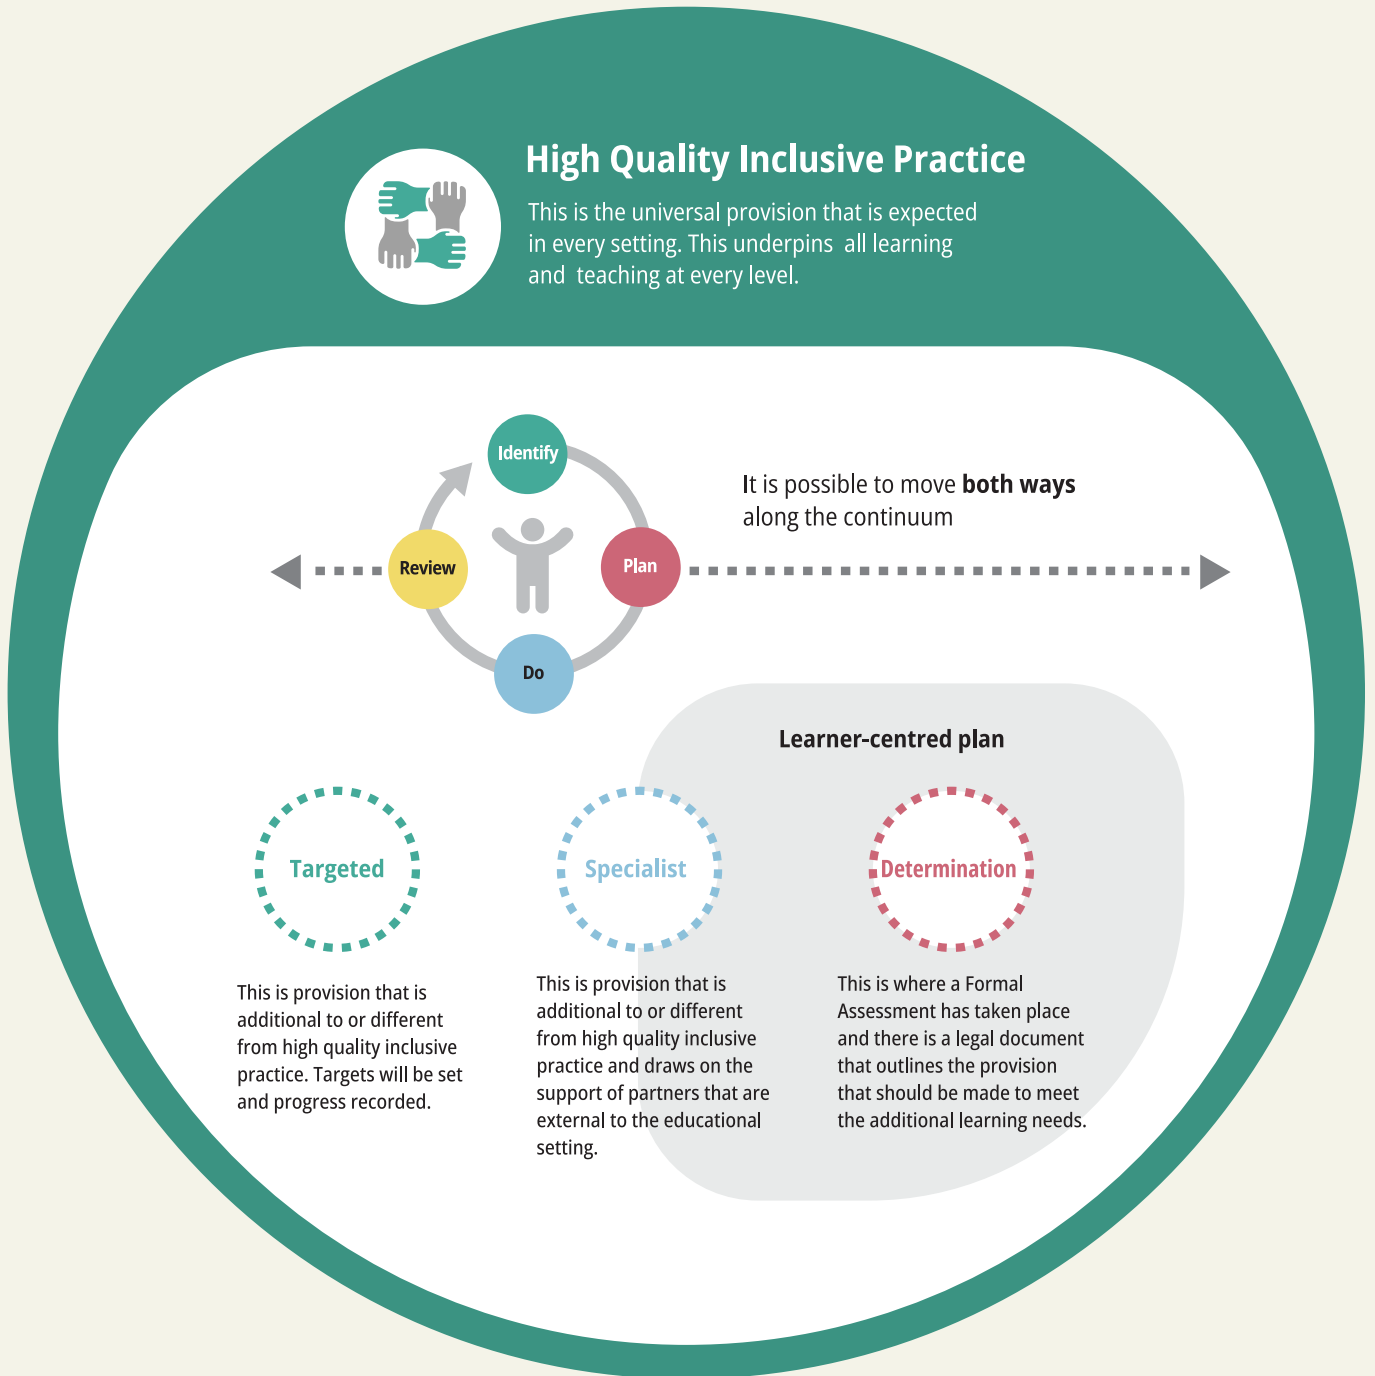 High Quality Inclusive Practice
This is the universal provision that is expected
in every setting. This underpins all learning
and teaching at every level.
Identify
It is possible to move both ways
along the continuum
Review
Plan
Do
Learner-centred plan
Targeted
This is provision that is
additional to or different
from high quality inclusive
practice. Targets will be set
and progress recorded.
Specialist
This is provision that is
additional to or different
from high quality inclusive
practice and draws on the
support of partners that are
external to the educational
setting.
Determination
This is where a Formal
Assessment has taken place
and there is a legal document
that outlines the provision
that should be made to meet
the additional learning needs.